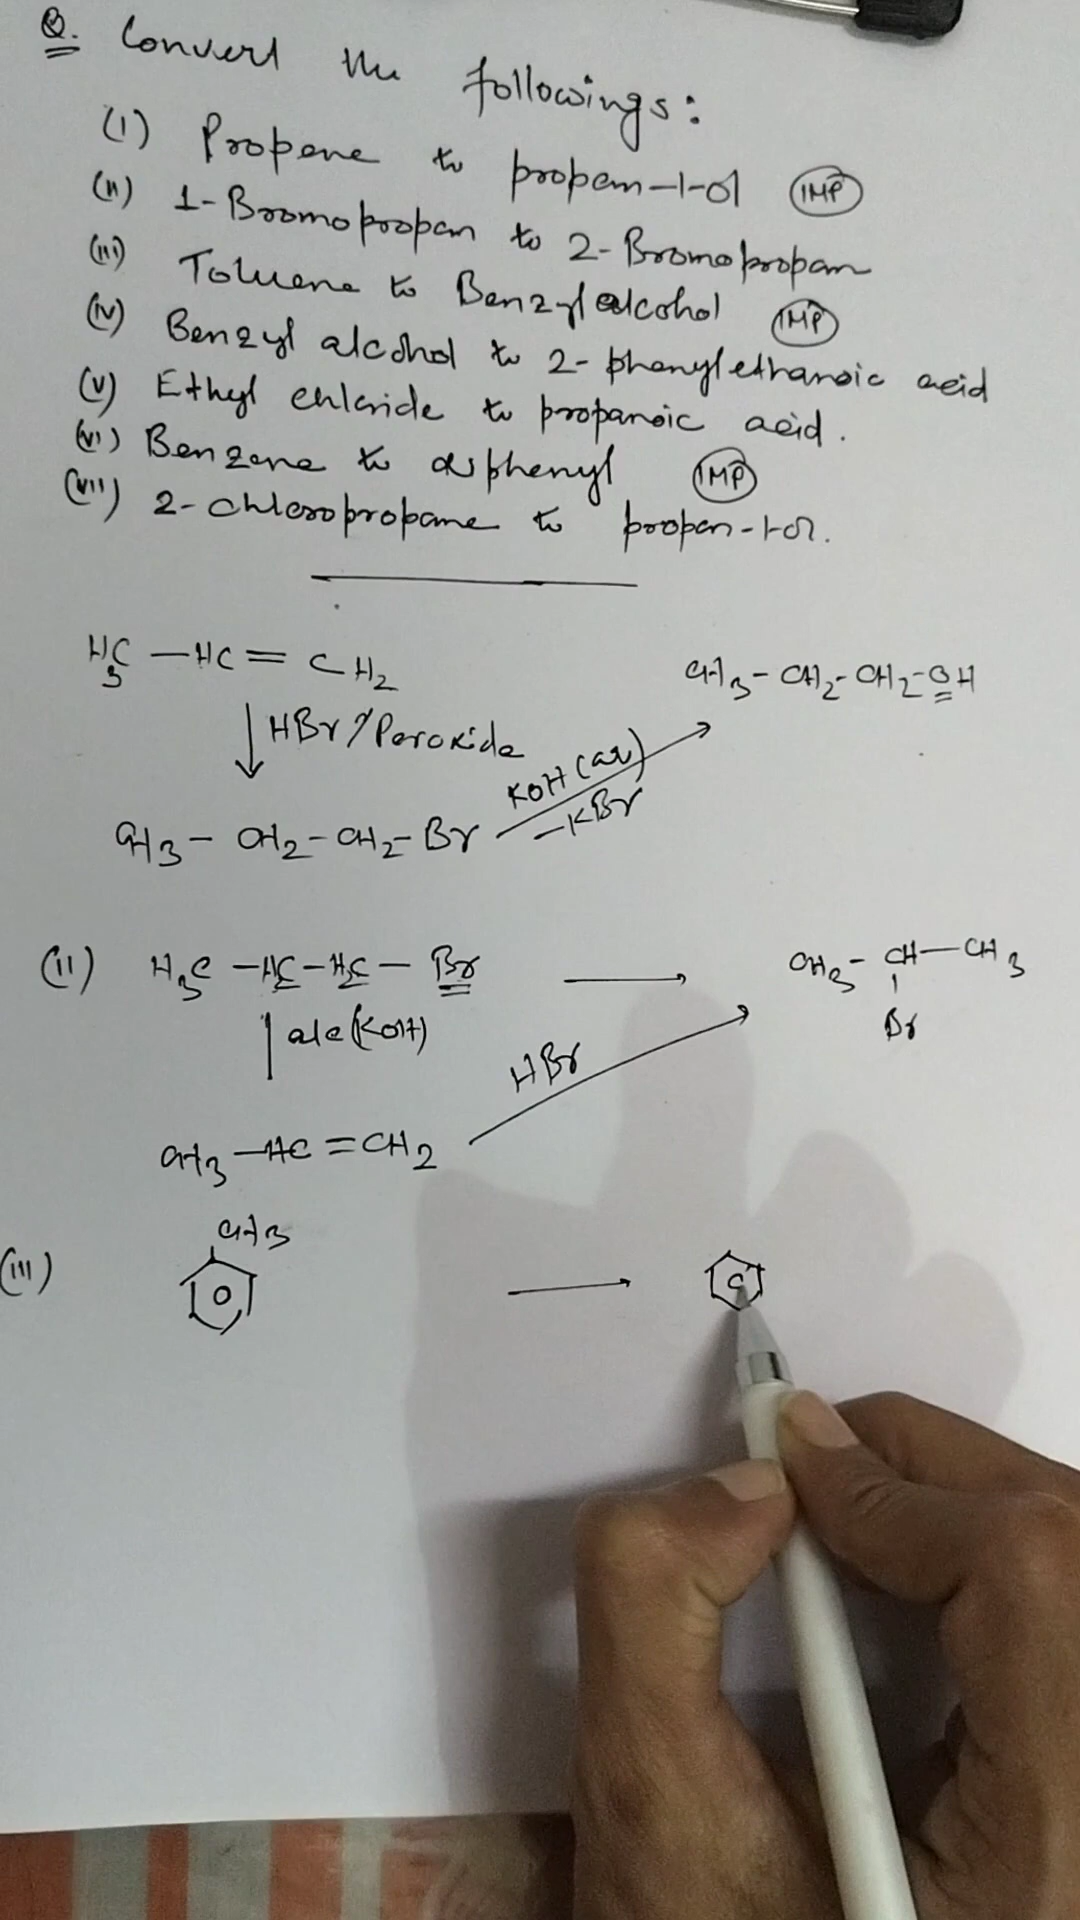 Q. Convert the followings:
(I) Propene to propan-1-ol (IMP)
(II) 1-Bromopropan to 2-Bromopropan
(III) Toluene to Benzyl alcohol (IMP)
(IV) Benzyl alcohol to 2-phenylethanoic acid
(V) Ethyl chloride to propanoic acid.
(VI) Benzene to diphenyl (IMP)
(VII) 2-chloropropane to propan-1-ol.
H3C-HC=CH2
CH3-CH2-CH2-OH
HBr/Peroxide
KOH(aq)
-KBr
CH3-CH2-CH2-Br
(II) H3C-H2C-H2C-Br → CH3-CH-CH3
Br
alc(KOH)
HBr
CH3-HC=CH2
CH3
(III)